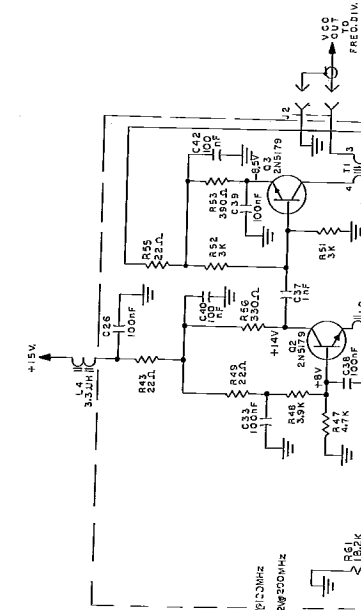 VCO
OUT
TO
FREQ.DIV.
J2
C42
100
nF
-8.5V
Q3
2N5179
3
T1
4
R53
390Ω
C39
100nF
R55
22Ω
R52
3K
R51
3K
+15V
L4
3.3UH
C26
100nF
R43
22Ω
C40
100
nF
R56
330Ω
C37
1nF
+14V
Q2
2N5179
R49
22Ω
C33
100nF
R48
3.9K
+8V
C38
100nF
R47
4.7K
R61
18.2K
@100MHz
@200MHz